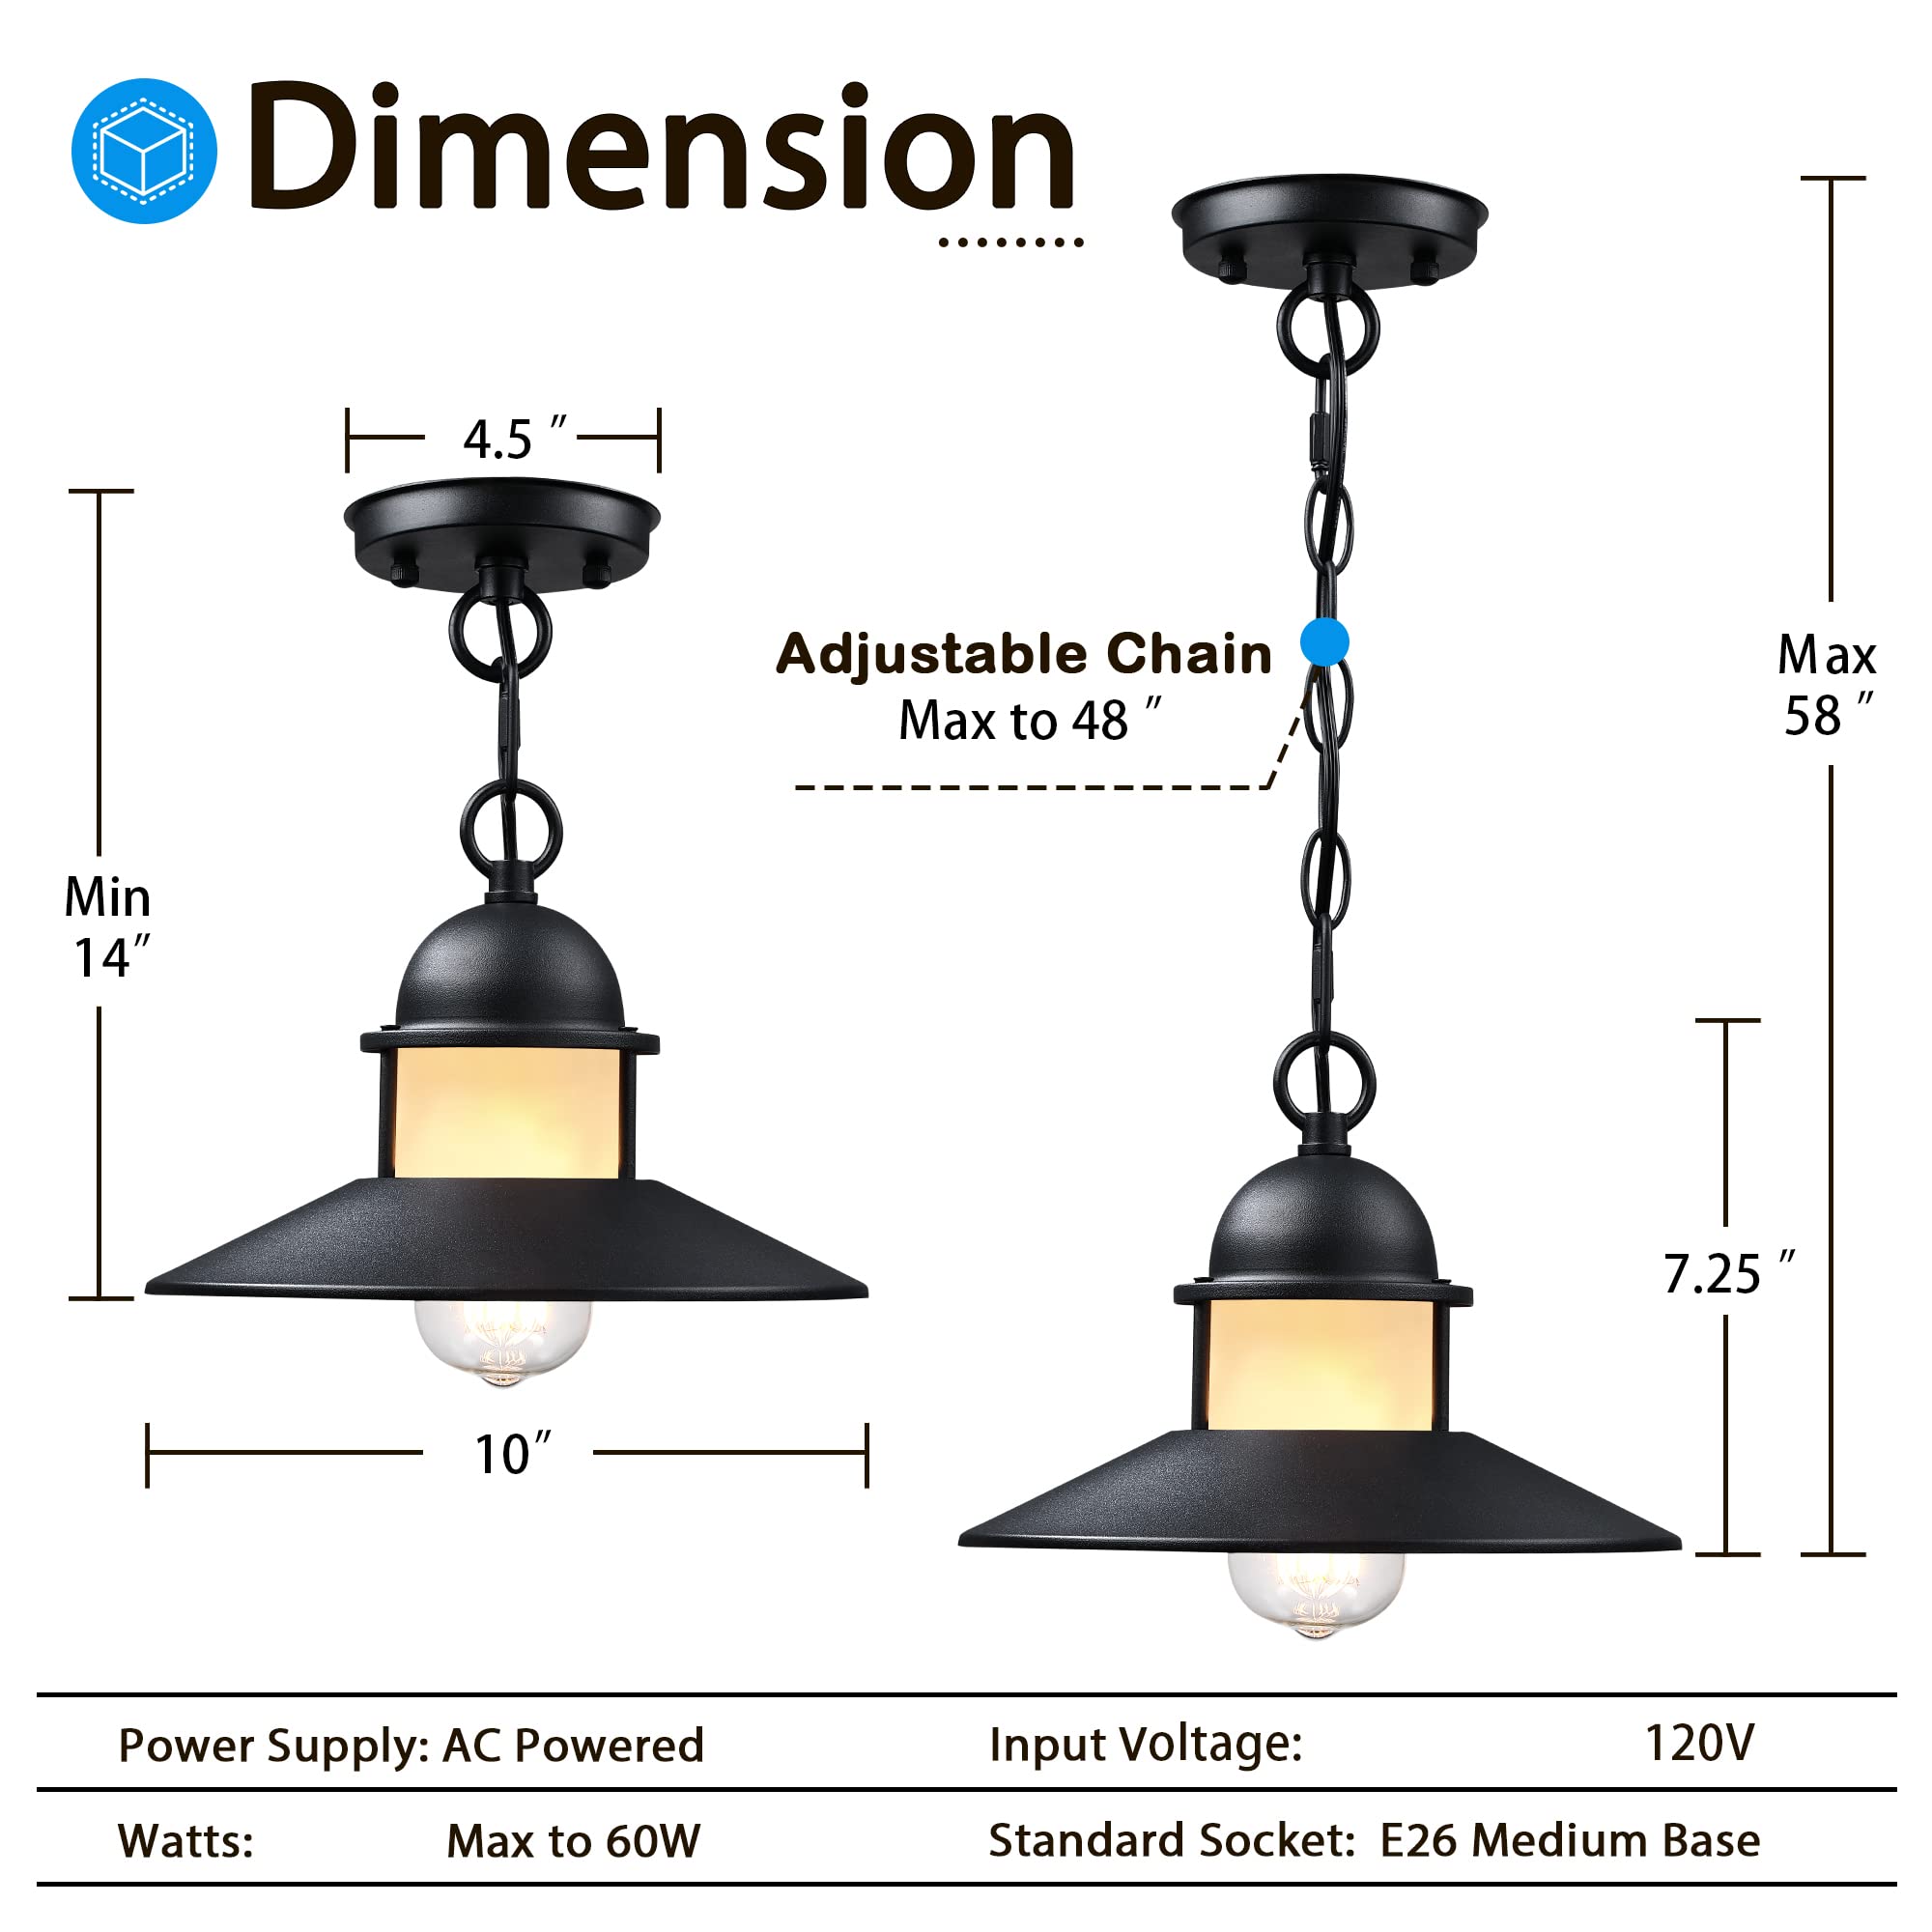 Dimension
4.5 ″
Min
14″
10″
Adjustable Chain
Max to 48 ″
Max
58 ″
7.25 ″
Power Supply: AC Powered
Input Voltage: 120V
Watts: Max to 60W
Standard Socket: E26 Medium Base